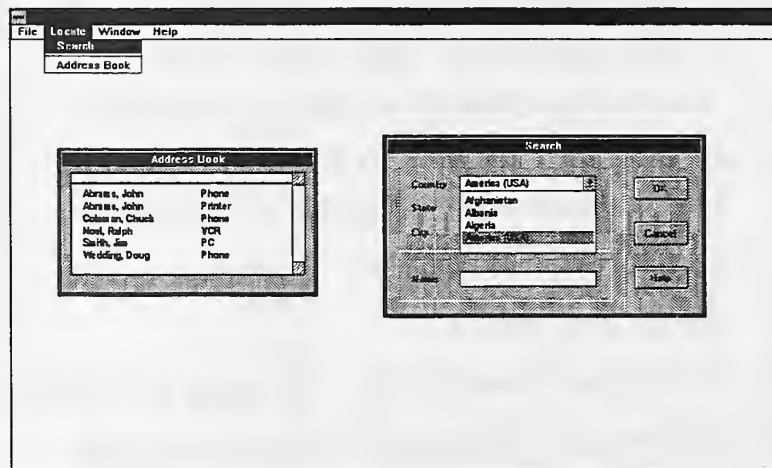 File Locate Window Help
Search
Address Book
Address Book
Abrams, John Phone
Abrams, John Printer
Coleman, Chuck Phone
Noel, Ralph VCR
Smith, Jim PC
Wedding, Doug Phone
Search
Country America (USA)
State
City
Afghanistan
Albania
Algeria
America (USA)
Name
OK
Cancel
Help